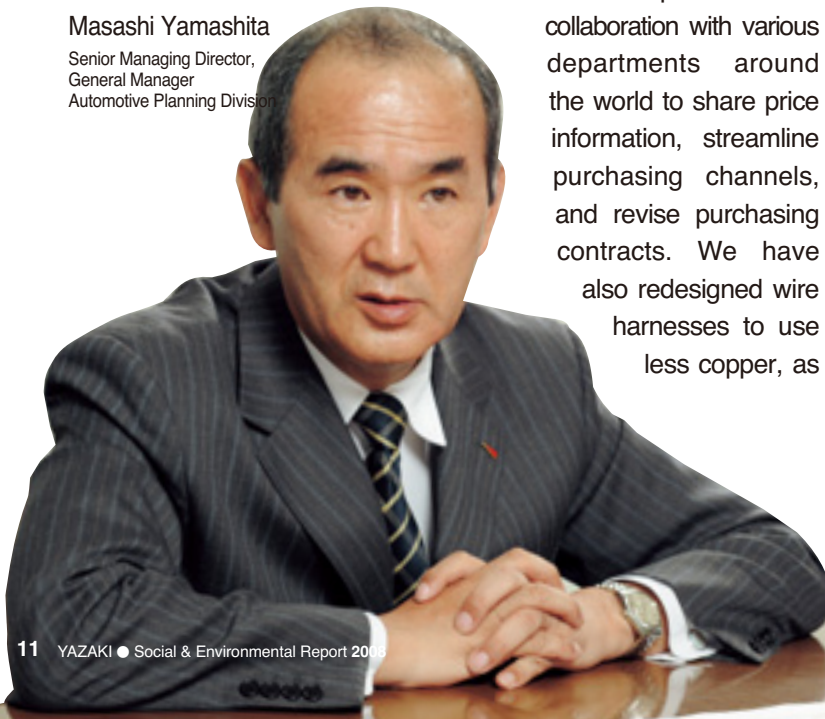 Masashi Yamashita
Senior Managing Director,
General Manager
Automotive Planning Division
collaboration with various
departments around
the world to share price
information, streamline
purchasing channels,
and revise purchasing
contracts. We have
also redesigned wire
harnesses to use
less copper, as
11 YAZAKI ● Social & Environmental Report 2008